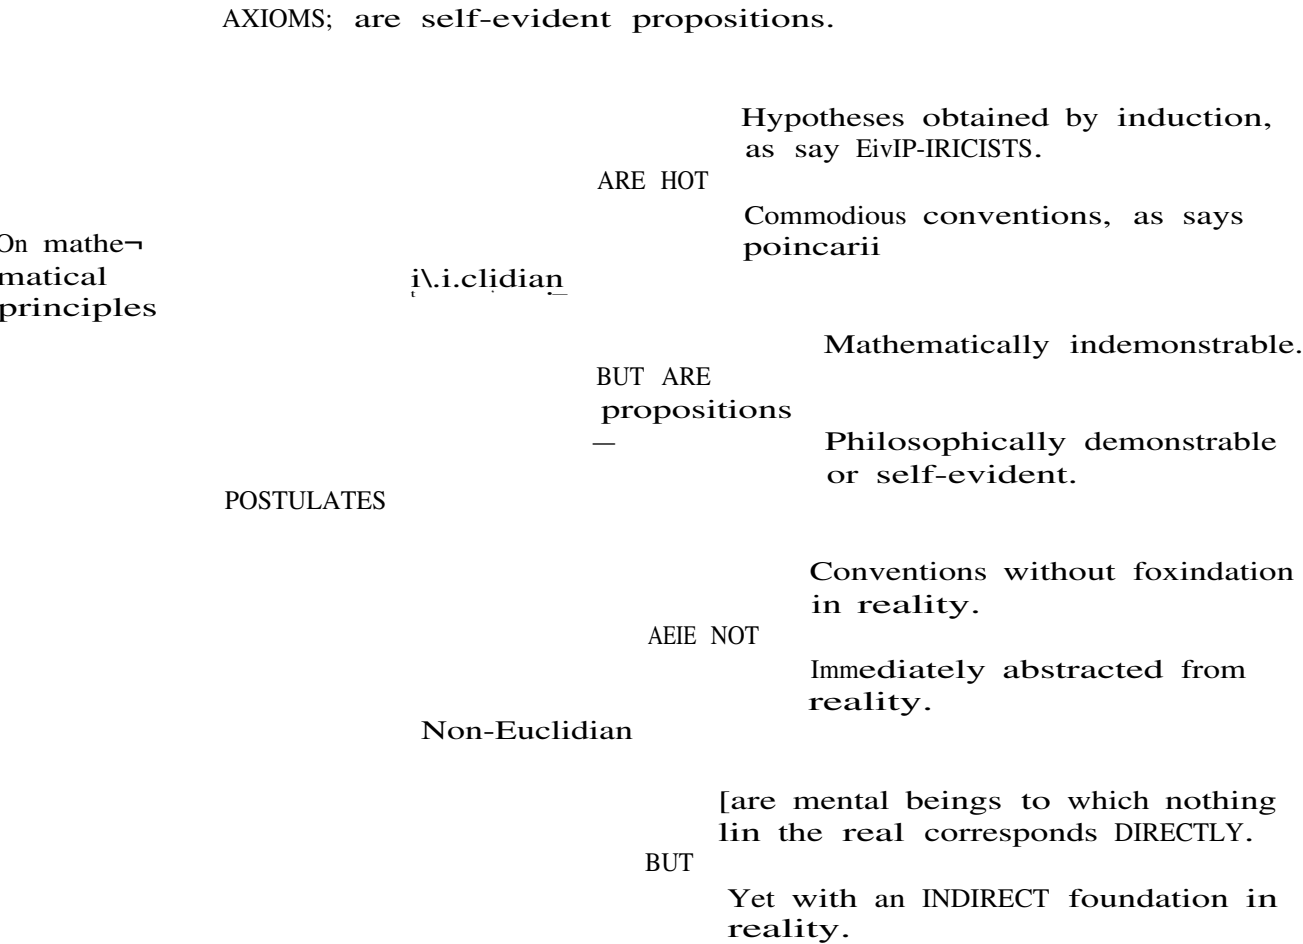 AXIOMS; are self-evident propositions.
Hypotheses obtained by induction,
as say EivIP-IRICISTS.
ARE HOT
Commodious conventions, as says
poincarii
On mathe¬
matical
principles
i\.i.clidian
Mathematically indemonstrable.
BUT ARE
propositions
—
Philosophically demonstrable
or self-evident.
POSTULATES
Conventions without foxindation
in reality.
AEIE NOT
Immediately abstracted from
reality.
Non-Euclidian
[are mental beings to which nothing
lin the real corresponds DIRECTLY.
BUT
Yet with an INDIRECT foundation in
reality.